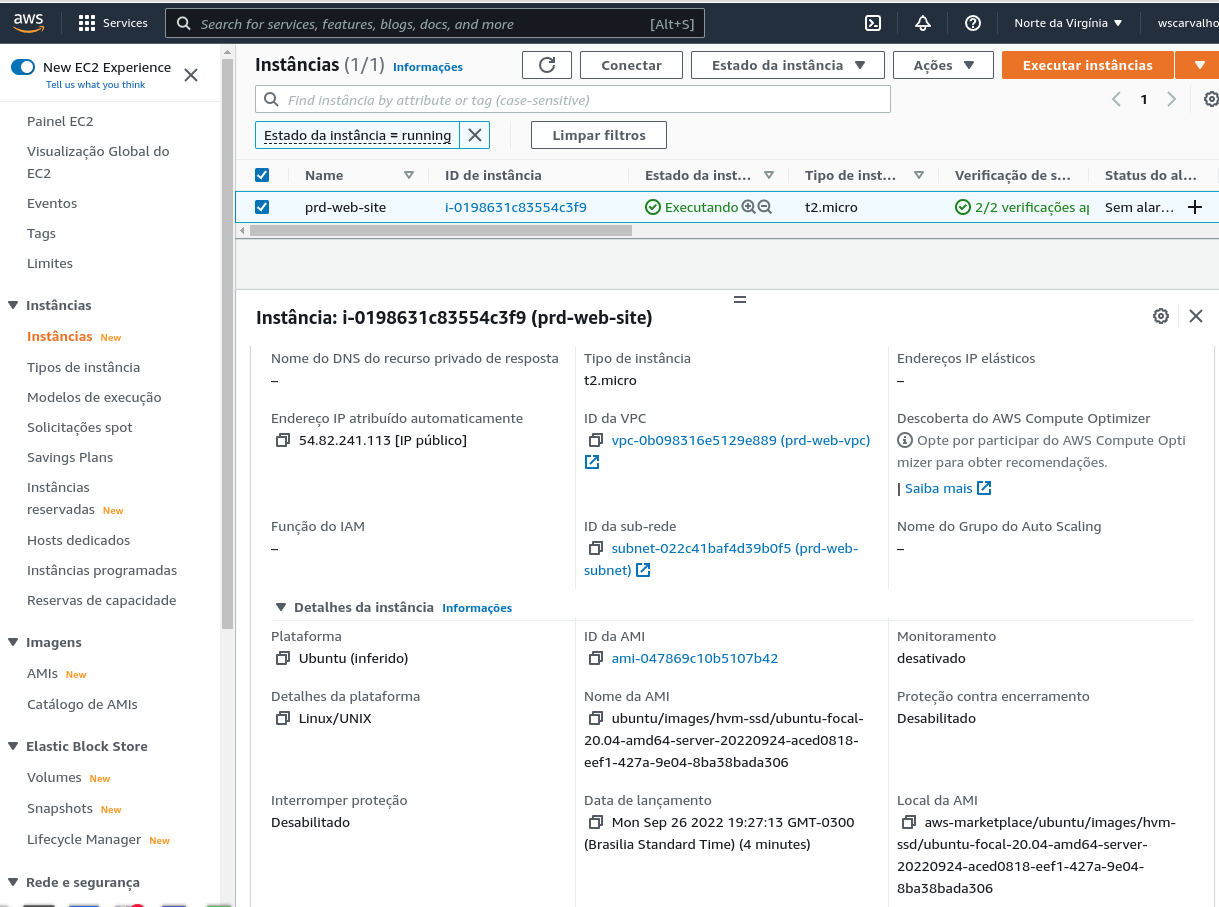 aws
Services
Search for services, features, blogs, docs, and more
[Alt+S]
Norte da Virgínia
wscarvalho
New EC2 Experience
Tell us what you think
Painel EC2
Visualização Global do
EC2
Eventos
Tags
Limites
Instâncias
Instâncias New
Tipos de instância
Modelos de execução
Solicitações spot
Savings Plans
Instâncias
reservadas New
Hosts dedicados
Instâncias programadas
Reservas de capacidade
Imagens
AMIs New
Catálogo de AMIs
Elastic Block Store
Volumes New
Snapshots New
Lifecycle Manager New
Rede e segurança
Instâncias (1/1) Informações
Conectar
Estado da instância
Ações
Executar instâncias
Find instância by attribute or tag (case-sensitive)
1
Estado da instância = running
Limpar filtros
Name
ID de instância
Estado da inst...
Tipo de inst...
Verificação de s...
Status do al...
prd-web-site
i-0198631c83554c3f9
Executando
t2.micro
2/2 verificações ap
Sem alar...
Instância: i-0198631c83554c3f9 (prd-web-site)
Nome do DNS do recurso privado de resposta
–
Tipo de instância
t2.micro
Endereços IP elásticos
–
Endereço IP atribuído automaticamente
54.82.241.113 [IP público]
ID da VPC
vpc-0b098316e5129e889 (prd-web-vpc)
Descoberta do AWS Compute Optimizer
Opte por participar do AWS Compute Opti
mizer para obter recomendações.
| Saiba mais
Função do IAM
–
ID da sub-rede
subnet-022c41baf4d39b0f5 (prd-web-
subnet)
Nome do Grupo do Auto Scaling
–
Detalhes da instância Informações
Plataforma
Ubuntu (inferido)
ID da AMI
ami-047869c10b5107b42
Monitoramento
desativado
Detalhes da plataforma
Linux/UNIX
Nome da AMI
ubuntu/images/hvm-ssd/ubuntu-focal-
20.04-amd64-server-20220924-aced0818-
eef1-427a-9e04-8ba38bada306
Proteção contra encerramento
Desabilitado
Interromper proteção
Desabilitado
Data de lançamento
Mon Sep 26 2022 19:27:13 GMT-0300
(Brasilia Standard Time) (4 minutes)
Local da AMI
aws-marketplace/ubuntu/images/hvm-
ssd/ubuntu-focal-20.04-amd64-server-
20220924-aced0818-eef1-427a-9e04-
8ba38bada306